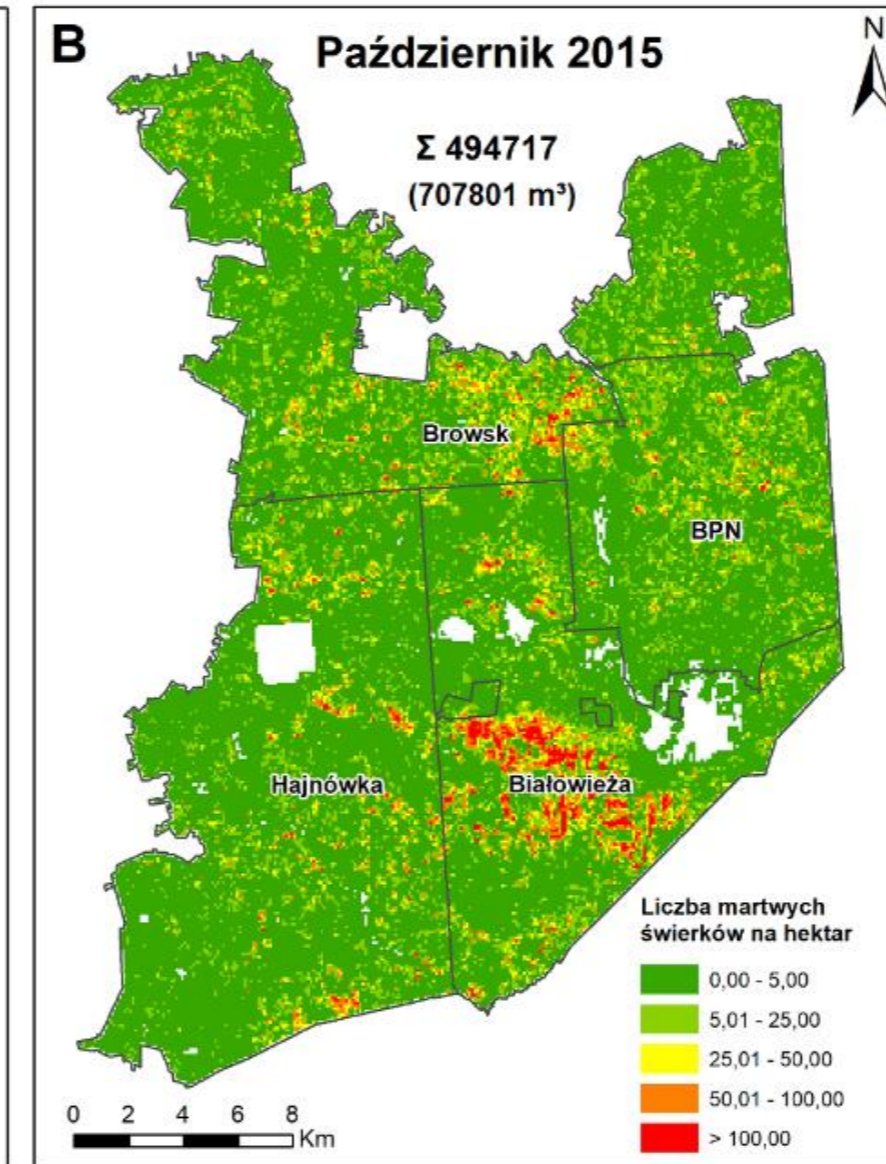 B
Październik 2015
N
Σ 494717
(707801 m³)
Browsk
BPN
Hajnówka
Białowieża
Liczba martwych
świerków na hektar
0,00 - 5,00
5,01 - 25,00
25,01 - 50,00
50,01 - 100,00
> 100,00
0 2 4 6 8
Km